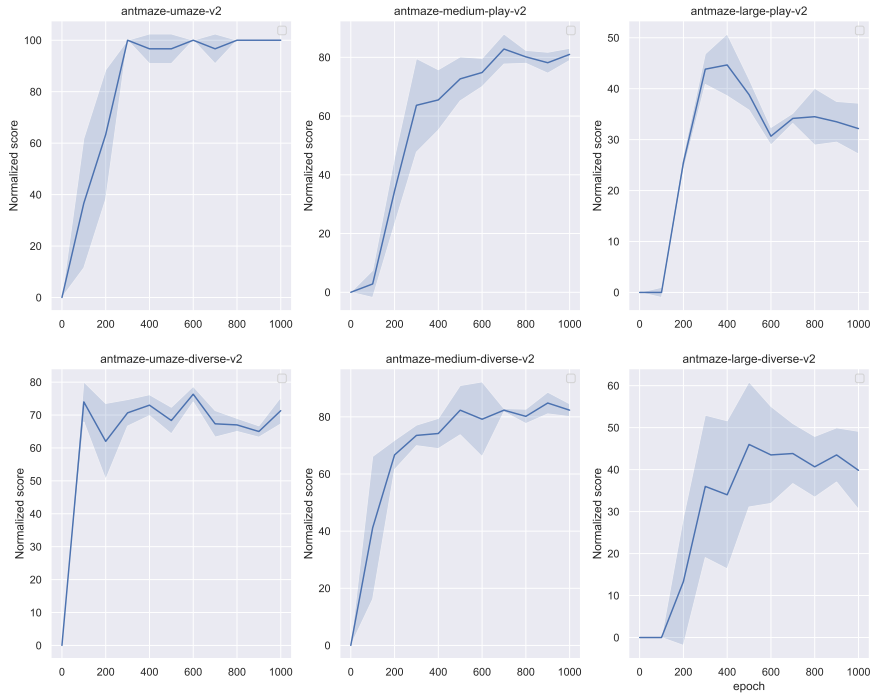 antmaze-umaze-v2
Normalized score
100
80
60
40
20
0
0 200 400 600 800 1000
antmaze-medium-play-v2
Normalized score
80
60
40
20
0
0 200 400 600 800 1000
antmaze-large-play-v2
Normalized score
50
40
30
20
10
0
0 200 400 600 800 1000
antmaze-umaze-diverse-v2
Normalized score
80
70
60
50
40
30
20
10
0
0 200 400 600 800 1000
antmaze-medium-diverse-v2
Normalized score
80
60
40
20
0
0 200 400 600 800 1000
antmaze-large-diverse-v2
Normalized score
60
50
40
30
20
10
0
0 200 400 600 800 1000
epoch